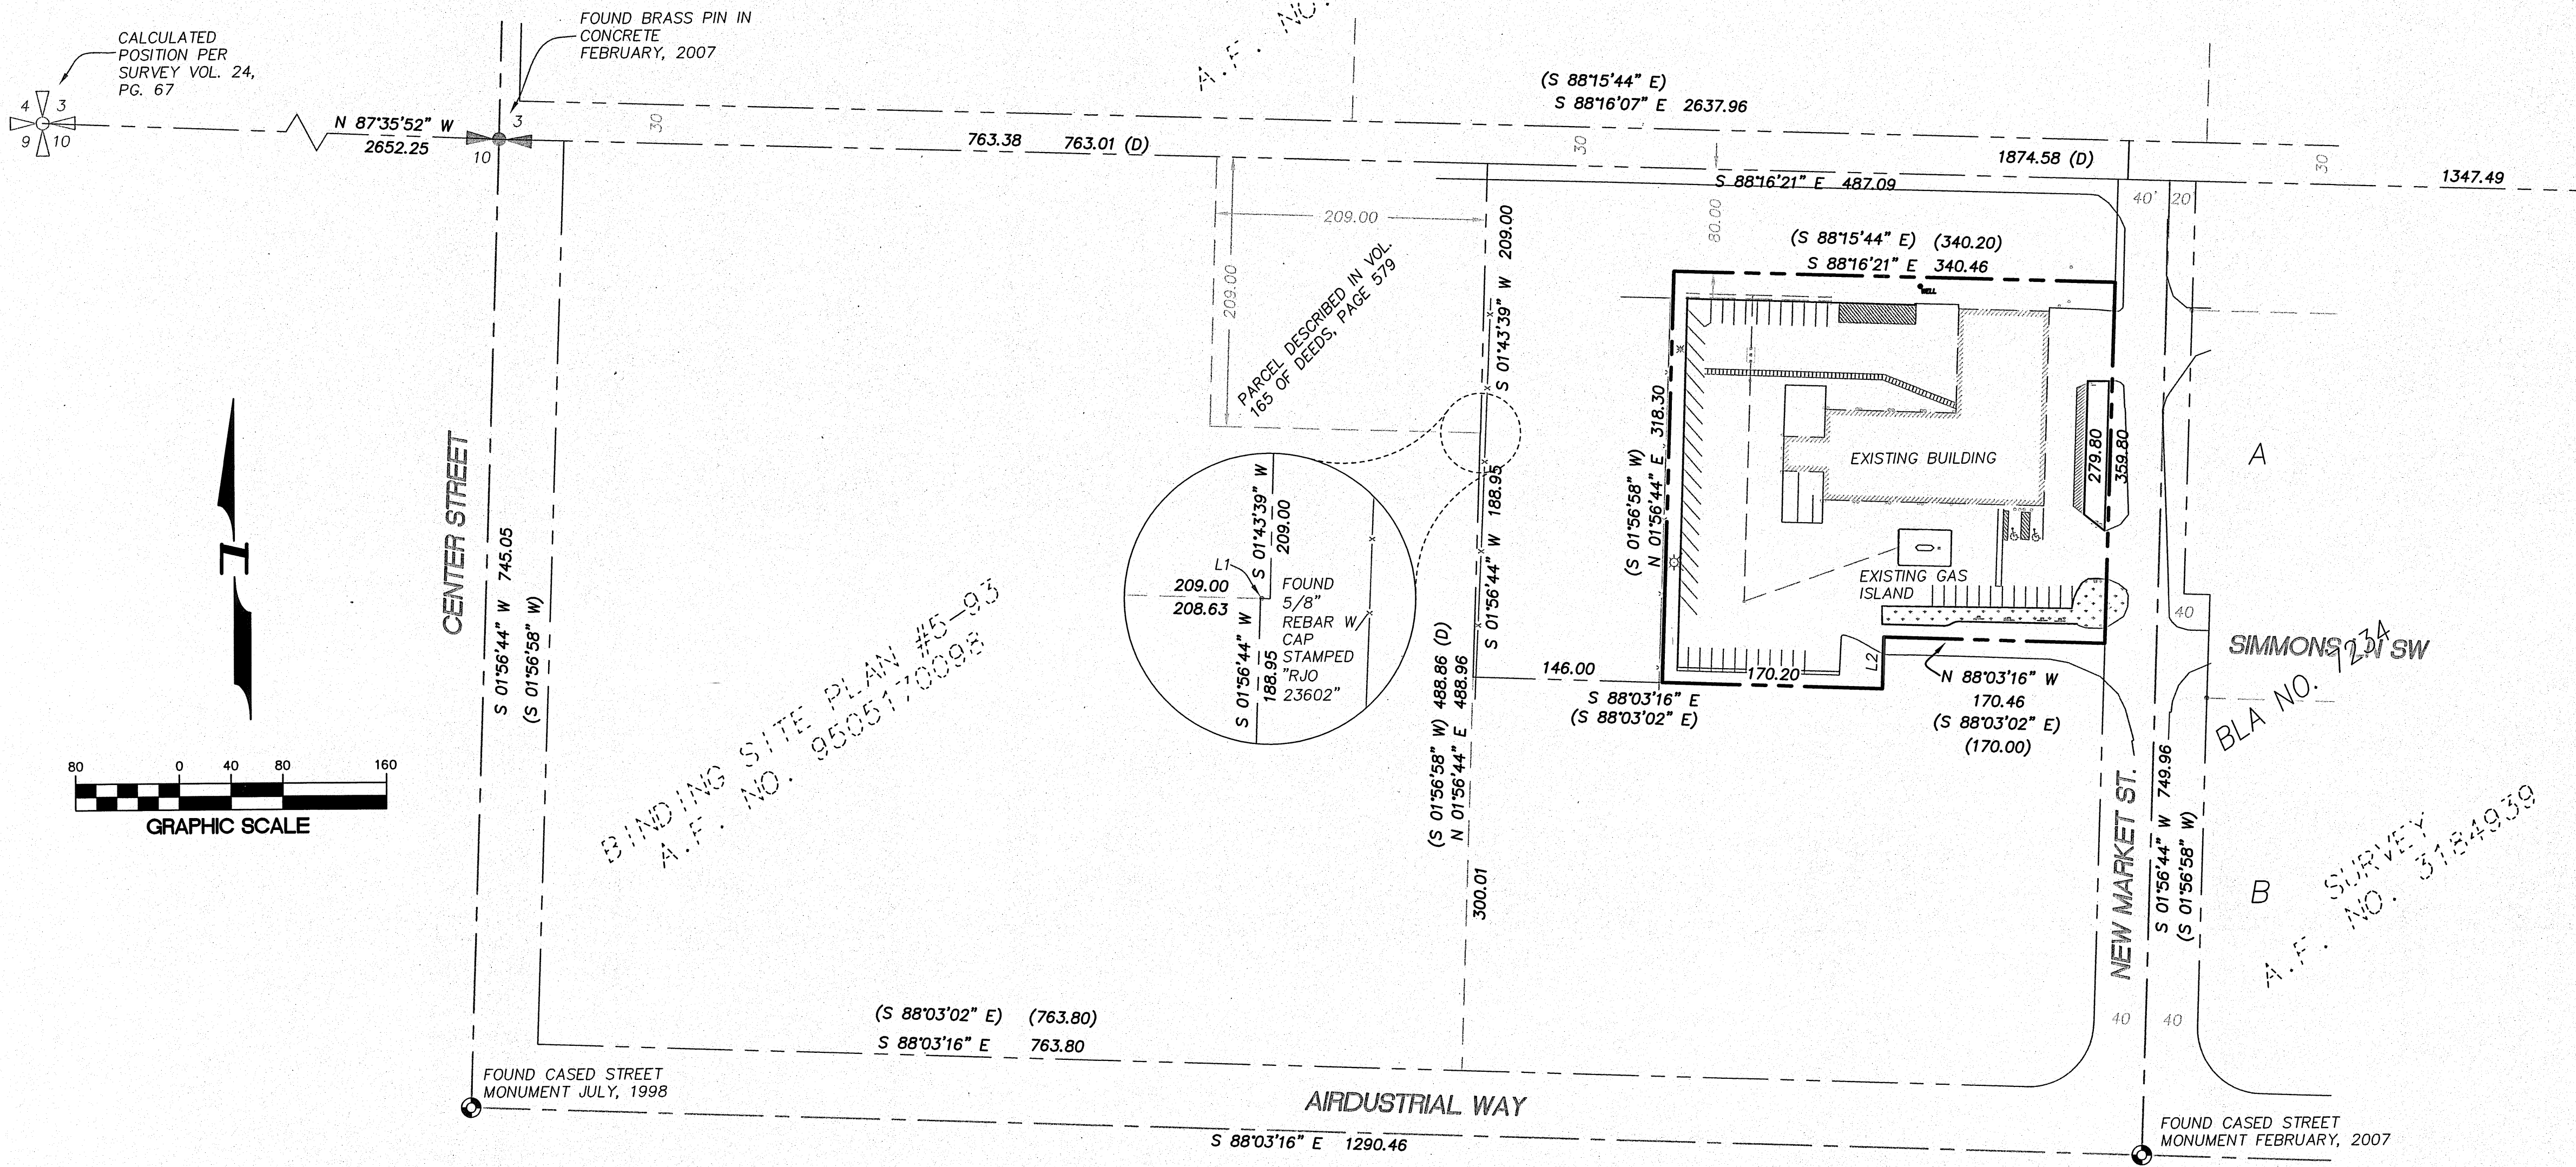 CALCULATED
POSITION PER
SURVEY VOL. 24,
PG. 67
4 3
9 10
FOUND BRASS PIN IN
CONCRETE
FEBRUARY, 2007
A.F. NO.
N 87°35'52" W
2652.25
3
10
30
763.38 763.01 (D)
(S 88°15'44" E)
S 88°16'07" E 2637.96
30
1874.58 (D)
30
1347.49
S 88°16'21" E 487.09
40' 20'
80.00
209.00
209.00
PARCEL DESCRIBED IN VOL.
165 OF DEEDS, PAGE 579
S 01°43'39" W 209.00
(S 88°15'44" E) (340.20)
S 88°16'21" E 340.46
WELL
(S 01°56'58" W)
N 01°56'44" E 318.30
EXISTING BUILDING
279.80
359.80
A
EXISTING GAS
ISLAND
CENTER STREET
S 01°56'44" W 745.05
(S 01°56'58" W)
L1
S 01°43'39" W
209.00
209.00
208.63
S 01°56'44" W
188.95
FOUND
5/8"
REBAR W/
CAP
STAMPED
"RJO
23602"
S 01°56'44" W 188.95
(S 01°56'58" W) 488.86 (D)
N 01°56'44" E 488.96
146.00
S 88°03'16" E
(S 88°03'02" E)
170.20
L2
N 88°03'16" W
170.46
(S 88°03'02" E)
(170.00)
40
SIMMONS LN SW
BLA NO. 1234
BINDING SITE PLAN #5-93
A.F. NO. 9505170098
80 0 40 80 160
GRAPHIC SCALE
300.01
NEW MARKET ST.
S 01°56'44" W 749.96
(S 01°56'58" W)
B
SURVEY
A.F. NO. 3184939
40 40
(S 88°03'02" E) (763.80)
S 88°03'16" E 763.80
FOUND CASED STREET
MONUMENT JULY, 1998
AIRDUSTRIAL WAY
S 88°03'16" E 1290.46
FOUND CASED STREET
MONUMENT FEBRUARY, 2007